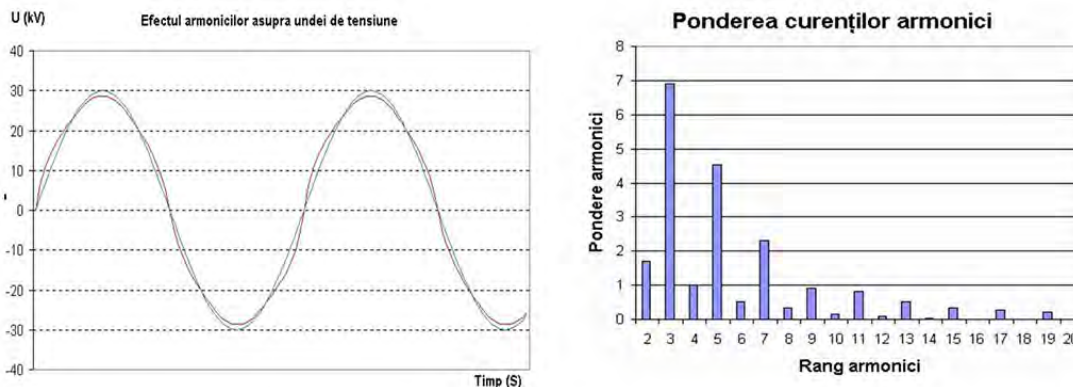 U (kV)
Efectul armonicilor asupra undei de tensiune
40
30
20
10
0
-10
-20
-30
-40
Timp (S)
Ponderea curenților armonici
Pondere armonici
8
7
6
5
4
3
2
1
0
2 3 4 5 6 7 8 9 10 11 12 13 14 15 16 17 18 19 20
Rang armonici